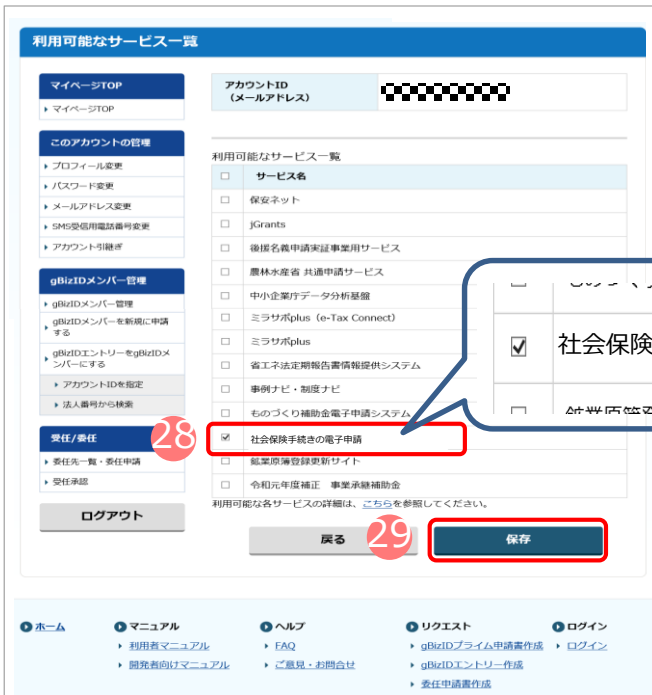 利用可能なサービス一覧
マイページTOP
マイページTOP
このアカウントの管理
プロフィール変更
パスワード変更
メールアドレス変更
SMS受信用電話番号変更
アカウント引継ぎ
gBizIDメンバー管理
gBizIDメンバー管理
gBizIDメンバーを新規に申請
する
gBizIDエントリーをgBizIDメ
ンバーにする
アカウントIDを指定
法人番号から検索
受任/委任
委任先一覧・委任申請
受任承認
ログアウト
アカウントID
（メールアドレス）
利用可能なサービス一覧
サービス名
保安ネット
jGrants
後援名義申請実証事業用サービス
農林水産省 共通申請サービス
中小企業庁データ分析基盤
ミラサポplus（e-Tax Connect）
ミラサポplus
省エネ法定期報告書情報提供システム
事例ナビ・制度ナビ
ものづくり補助金電子申請システム
28
社会保険手続きの電子申請
鉱業原簿登録更新サイト
令和元年度補正　事業承継補助金
社会保険
利用可能な各サービスの詳細は、こちらを参照してください。
戻る
29
保存
ホーム
マニュアル
利用者マニュアル
開発者向けマニュアル
ヘルプ
FAQ
ご意見・お問合せ
リクエスト
gBizIDプライム申請書作成
gBizIDエントリー作成
委任申請書作成
ログイン
ログイン